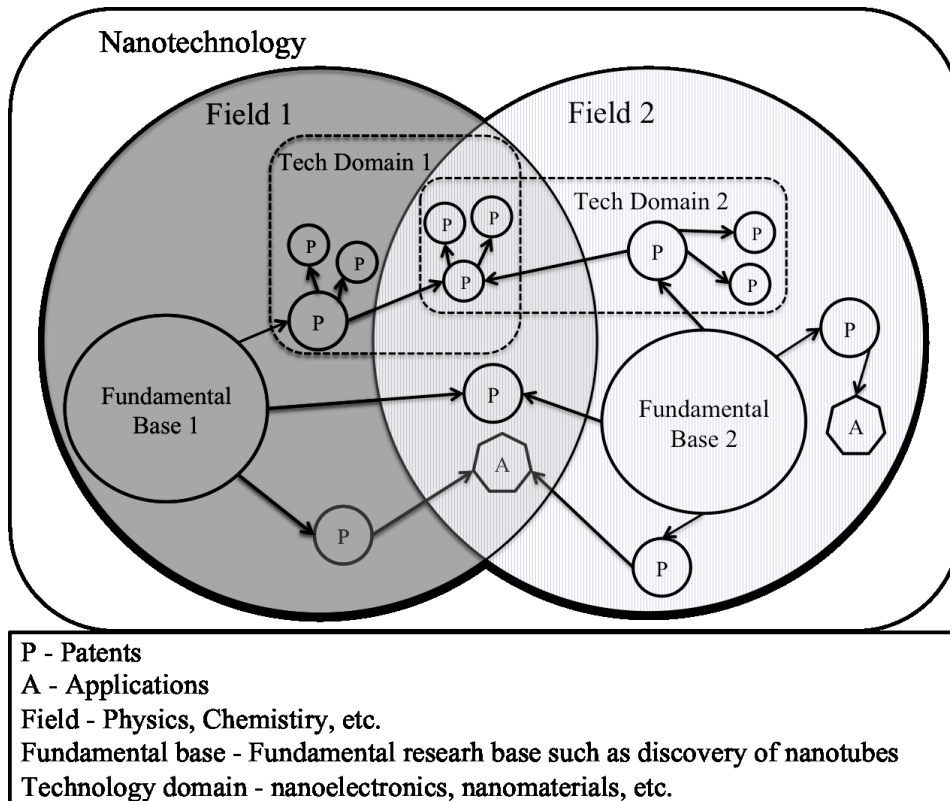 Nanotechnology
Field 1
Field 2
Tech Domain 1
Tech Domain 2
P
P
P
P
P
P
P
P
P
P
P
Fundamental
Base 1
P
Fundamental
Base 2
A
A
P
P
P - Patents
A - Applications
Field - Physics, Chemistiry, etc.
Fundamental base - Fundamental researh base such as discovery of nanotubes
Technology domain - nanoelectronics, nanomaterials, etc.